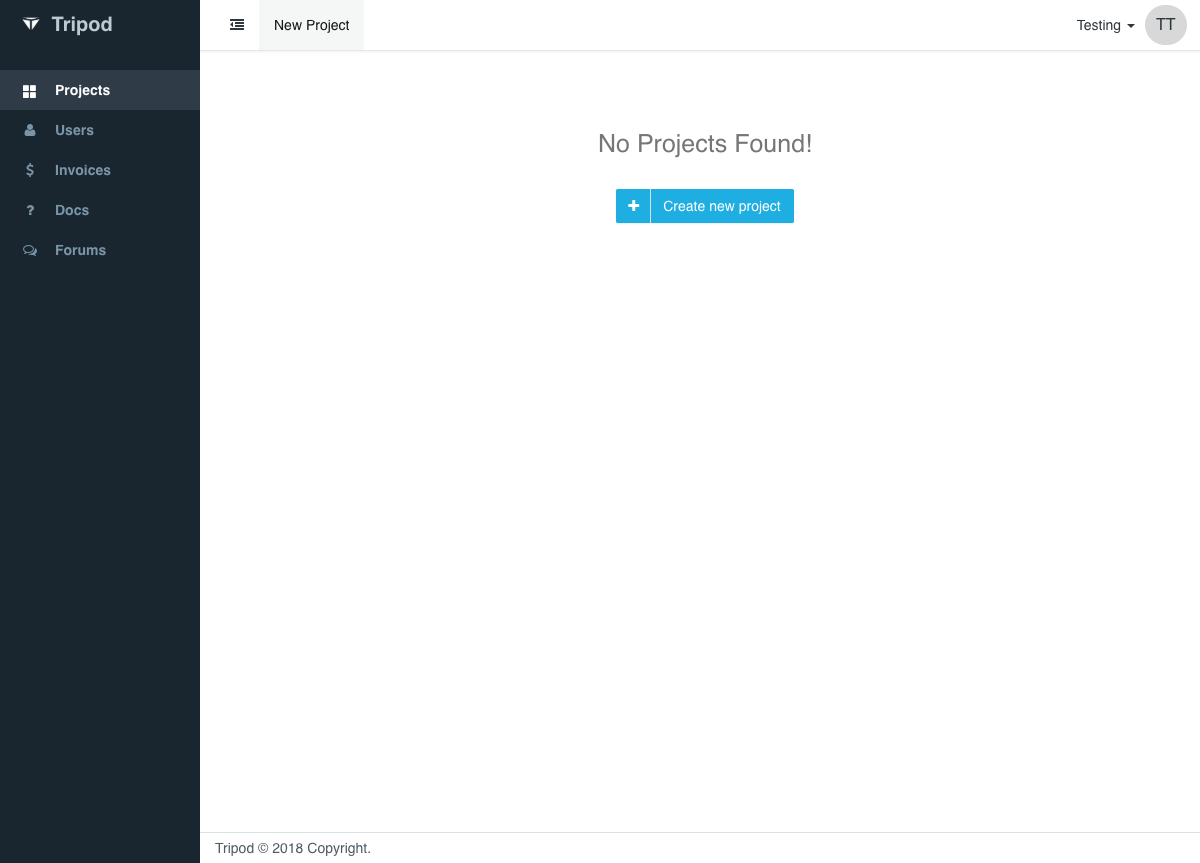 Tripod
New Project
Testing
TT
Projects
Users
Invoices
Docs
Forums
No Projects Found!
Create new project
Tripod © 2018 Copyright.